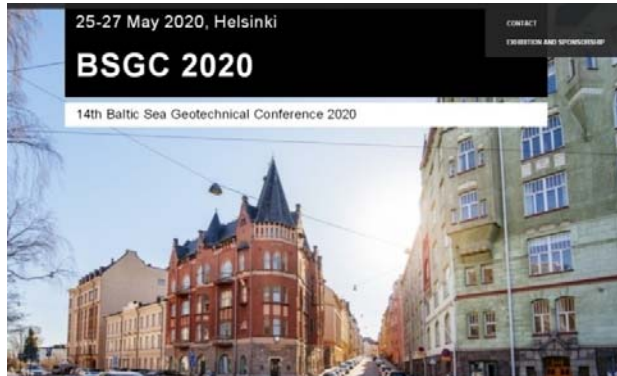 25-27 May 2020, Helsinki
BSGC 2020
14th Baltic Sea Geotechnical Conference 2020
CONTACT
EXHIBITION AND SPONSORSHIP